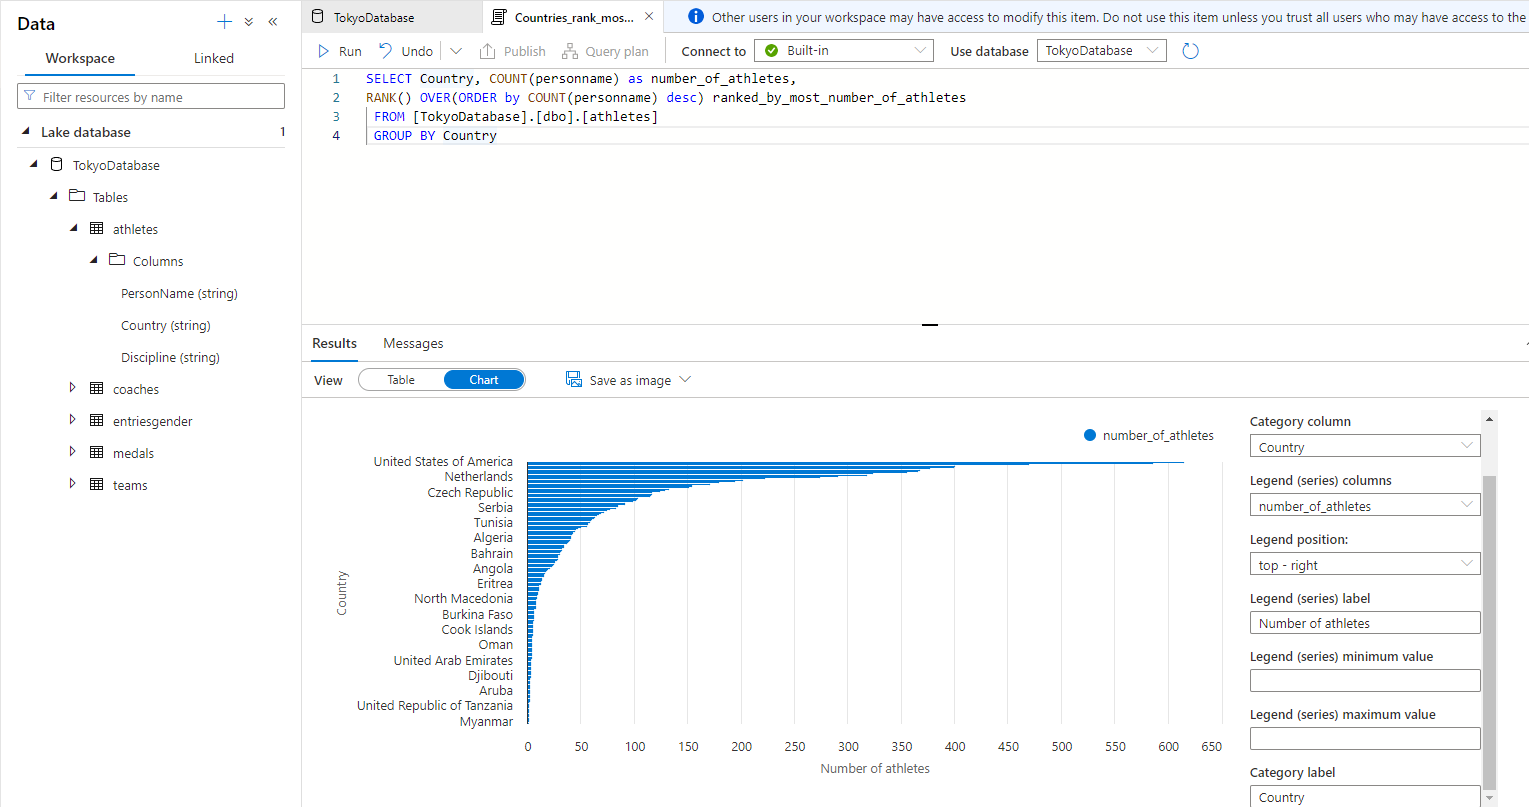 Data
Workspace
Linked
Filter resources by name
Lake database
1
TokyoDatabase
Tables
athletes
Columns
PersonName (string)
Country (string)
Discipline (string)
coaches
entriesgender
medals
teams
TokyoDatabase
Countries_rank_mos...
Other users in your workspace may have access to modify this item. Do not use this item unless you trust all users who may have access to the
Run
Undo
Publish
Query plan
Connect to
Built-in
Use database
TokyoDatabase
1 SELECT Country, COUNT(personname) as number_of_athletes,
2 RANK() OVER(ORDER by COUNT(personname) desc) ranked_by_most_number_of_athletes
3 FROM [TokyoDatabase].[dbo].[athletes]
4 GROUP BY Country
Results
Messages
View
Table
Chart
Save as image
number_of_athletes
United States of America
Netherlands
Czech Republic
Serbia
Tunisia
Algeria
Bahrain
Angola
Eritrea
North Macedonia
Burkina Faso
Cook Islands
Oman
United Arab Emirates
Djibouti
Aruba
United Republic of Tanzania
Myanmar
Country
0 50 100 150 200 250 300 350 400 450 500 550 600 650
Number of athletes
Category column
Country
Legend (series) columns
number_of_athletes
Legend position:
top - right
Legend (series) label
Number of athletes
Legend (series) minimum value
Legend (series) maximum value
Category label
Country